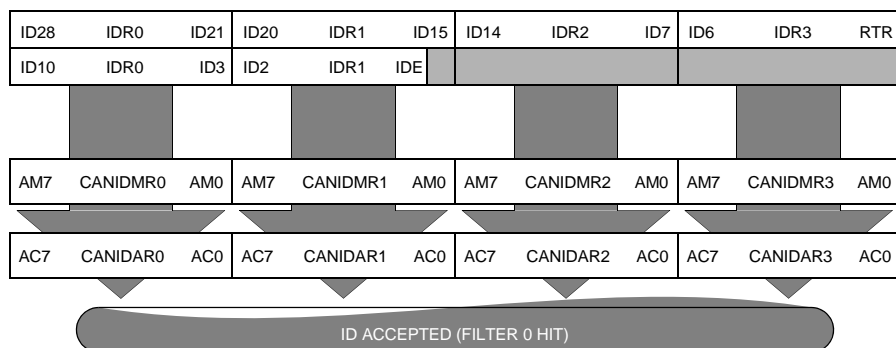 ID28 IDR0 ID21 ID20 IDR1 ID15 ID14 IDR2 ID7 ID6 IDR3 RTR
ID10 IDR0 ID3 ID2 IDR1 IDE
AM7 CANIDMR0 AM0 AM7 CANIDMR1 AM0 AM7 CANIDMR2 AM0 AM7 CANIDMR3 AM0
AC7 CANIDAR0 AC0 AC7 CANIDAR1 AC0 AC7 CANIDAR2 AC0 AC7 CANIDAR3 AC0
ID ACCEPTED (FILTER 0 HIT)